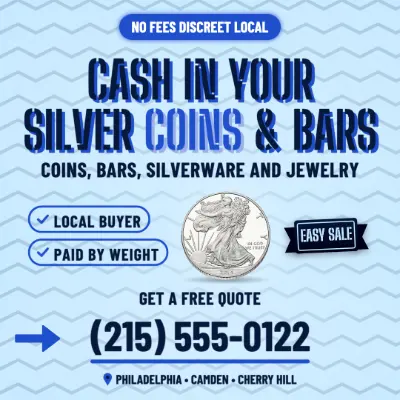 NO FEES DISCREET LOCAL
CASH IN YOUR
SILVER COINS & BARS
COINS, BARS, SILVERWARE AND JEWELRY
LOCAL BUYER
PAID BY WEIGHT
EASY SALE
GET A FREE QUOTE
(215) 555-0122
PHILADELPHIA • CAMDEN • CHERRY HILL